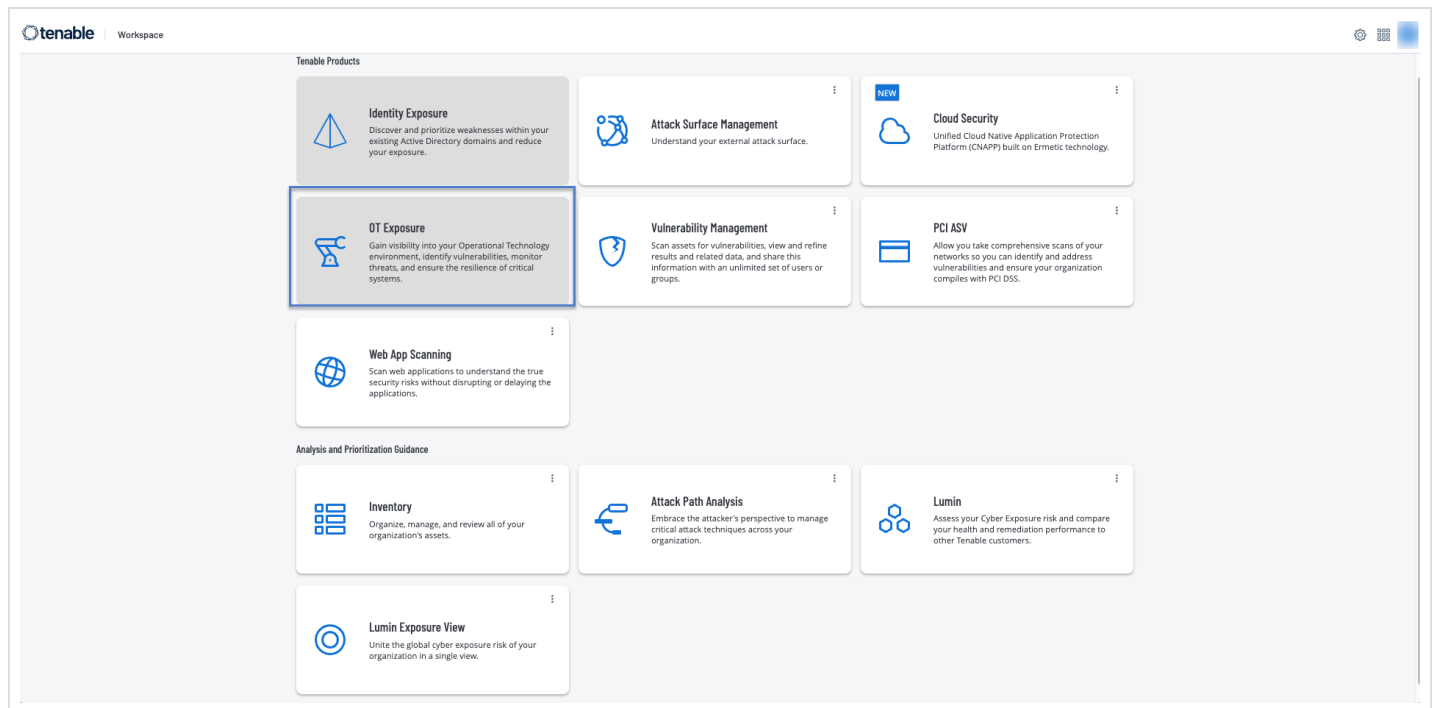 tenable
Workspace
Tenable Products
Identity Exposure
Discover and prioritize weaknesses within your
existing Active Directory domains and reduce
your exposure.
Attack Surface Management
Understand your external attack surface.
NEW
Cloud Security
Unified Cloud Native Application Protection
Platform (CNAPP) built on Ermetic technology.
OT Exposure
Gain visibility into your Operational Technology
environment, identify vulnerabilities, monitor
threats, and ensure the resilience of critical
systems.
Vulnerability Management
Scan assets for vulnerabilities, view and refine
results and related data, and share this
information with an unlimited set of users or
groups.
PCI ASV
Allow you take comprehensive scans of your
networks so you can identify and address
vulnerabilities and ensure your organization
compiles with PCI DSS.
Web App Scanning
Scan web applications to understand the true
security risks without disrupting or delaying the
applications.
Analysis and Prioritization Guidance
Inventory
Organize, manage, and review all of your
organization's assets.
Attack Path Analysis
Embrace the attacker's perspective to manage
critical attack techniques across your
organization.
Lumin
Assess your Cyber Exposure risk and compare
your health and remediation performance to
other Tenable customers.
Lumin Exposure View
Unite the global cyber exposure risk of your
organization in a single view.